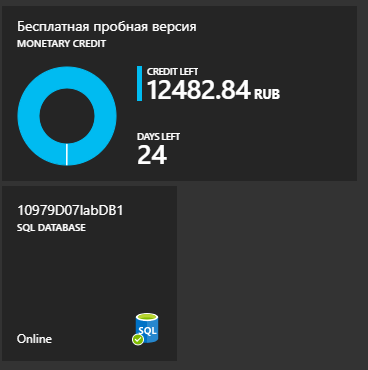 Бесплатная пробная версия
MONETARY CREDIT
CREDIT LEFT
12482.84 RUB
DAYS LEFT
24
10979D07labDB1
SQL DATABASE
SQL
Online